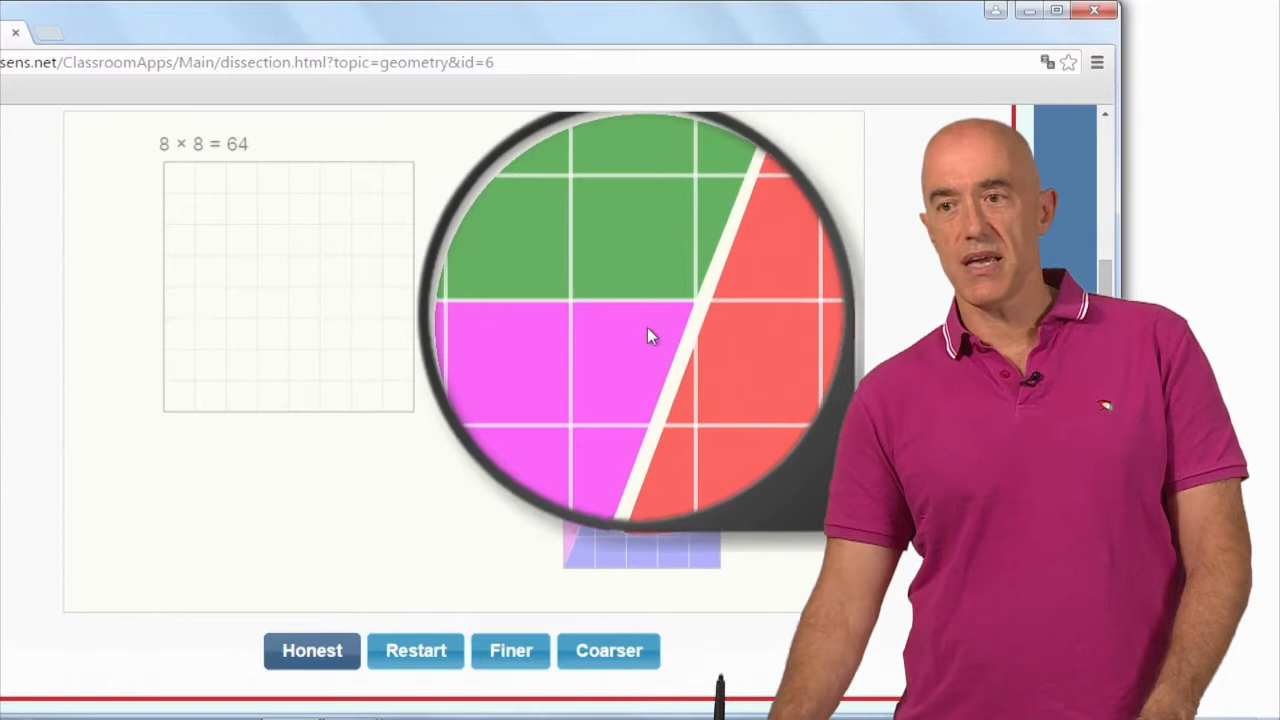 sens.net/ClassroomApps/Main/dissection.html?topic=geometry&id=6
8 × 8 = 64
Honest Restart Finer Coarser